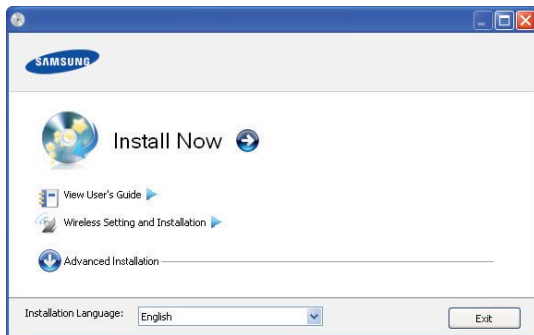 SAMSUNG
Install Now
View User's Guide
Wireless Setting and Installation
Advanced Installation
Installation Language: English
Exit